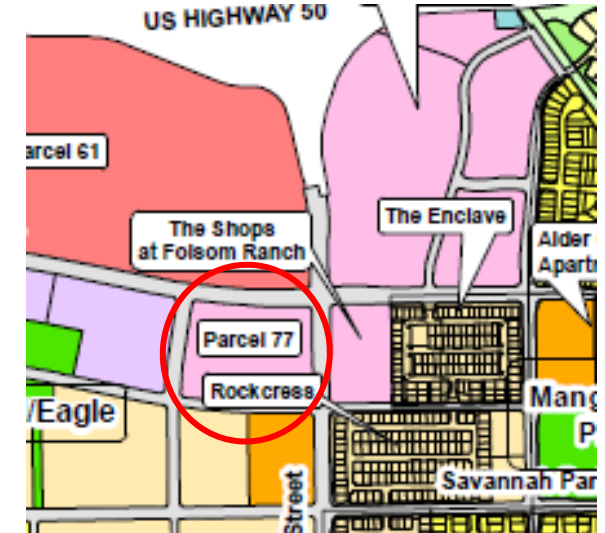 US HIGHWAY 50
arcel 61
The Enclave
The Shops
at Folsom Ranch
Alder
Apartr
Parcel 77
Rockcress
/Eagle
Mang
P
Savannah Par
Street